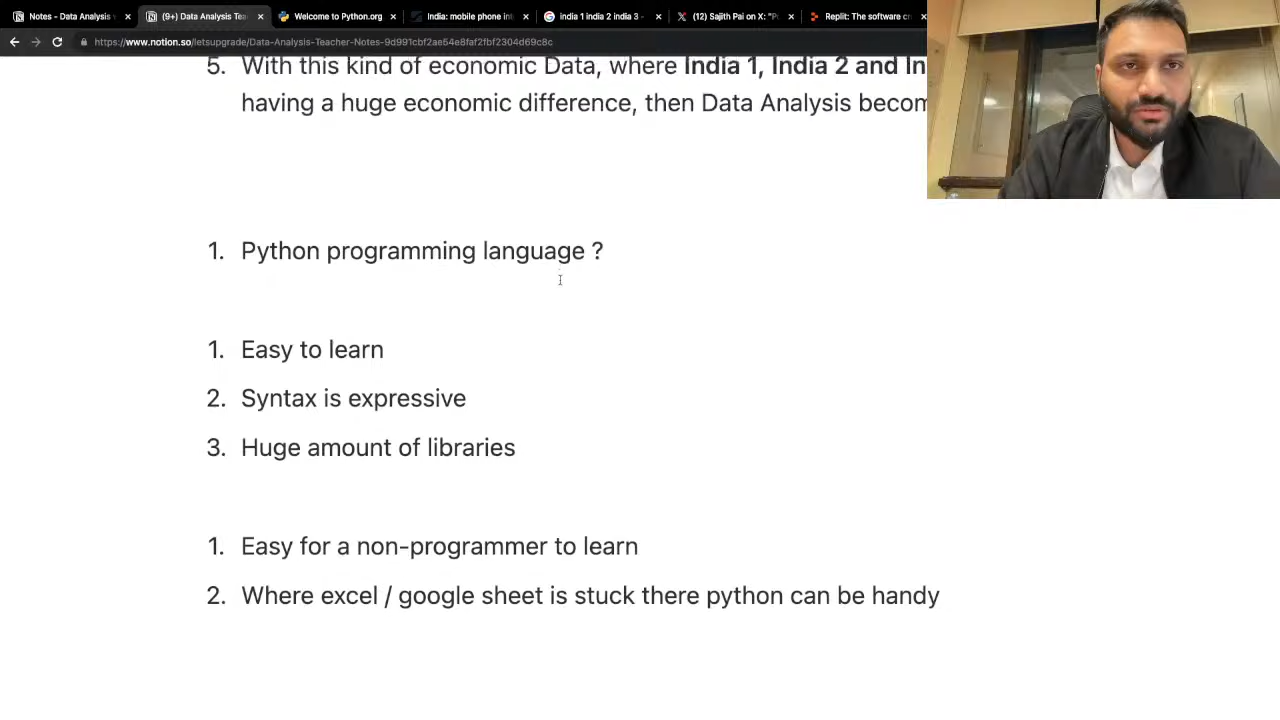 Notes - Data Analysis
(9+) Data Analysis Tea
Welcome to Python.org
India: mobile phone int
india 1 india 2 india 3 -
(12) Sajith Pai on X: "P
Replit: The software cr
https://www.notion.so/letsupgrade/Data-Analysis-Teacher-Notes-9d991cbf2ae54e8faf2fbf2304d69c8c
5. With this kind of economic Data, where India 1, India 2 and In
having a huge economic difference, then Data Analysis becom
1. Python programming language ?
1. Easy to learn
2. Syntax is expressive
3. Huge amount of libraries
1. Easy for a non-programmer to learn
2. Where excel / google sheet is stuck there python can be handy